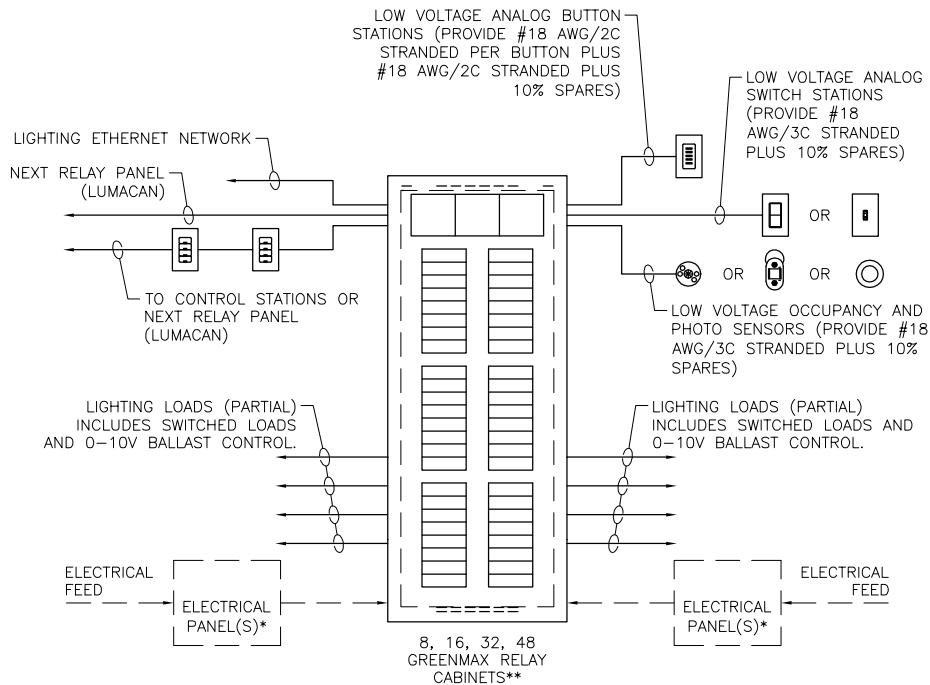 LOW VOLTAGE ANALOG BUTTON
STATIONS (PROVIDE #18 AWG/2C
STRANDED PER BUTTON PLUS
#18 AWG/2C STRANDED PLUS
10% SPARES)
LOW VOLTAGE ANALOG
SWITCH STATIONS
(PROVIDE #18
AWG/3C STRANDED
PLUS 10% SPARES)
LIGHTING ETHERNET NETWORK
NEXT RELAY PANEL
(LUMACAN)
OR
OR
OR
TO CONTROL STATIONS OR
NEXT RELAY PANEL
(LUMACAN)
LOW VOLTAGE OCCUPANCY AND
PHOTO SENSORS (PROVIDE #18
AWG/3C STRANDED PLUS 10%
SPARES)
LIGHTING LOADS (PARTIAL)
INCLUDES SWITCHED LOADS
AND 0-10V BALLAST CONTROL.
LIGHTING LOADS (PARTIAL)
INCLUDES SWITCHED LOADS AND
0-10V BALLAST CONTROL.
ELECTRICAL
FEED
ELECTRICAL
PANEL(S)*
ELECTRICAL
PANEL(S)*
ELECTRICAL
FEED
8, 16, 32, 48
GREENMAX RELAY
CABINETS**